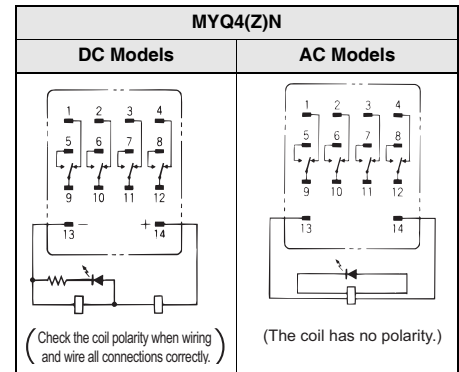 MYQ4(Z)N
DC Models
AC Models
1 2 3 4
5 6 7 8
9 10 11 12
13 − + 14
(Check the coil polarity when wiring
and wire all connections correctly.)
1 2 3 4
5 6 7 8
9 10 11 12
13 14
(The coil has no polarity.)